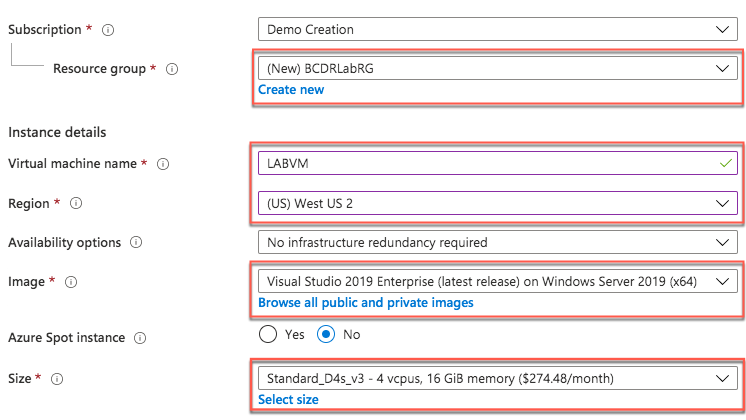 Subscription * Demo Creation
Resource group * (New) BCDRLabRG
Create new
Instance details
Virtual machine name * LABVM
Region * (US) West US 2
Availability options No infrastructure redundancy required
Image * Visual Studio 2019 Enterprise (latest release) on Windows Server 2019 (x64)
Browse all public and private images
Azure Spot instance Yes No
Size * Standard_D4s_v3 - 4 vcpus, 16 GiB memory ($274.48/month)
Select size